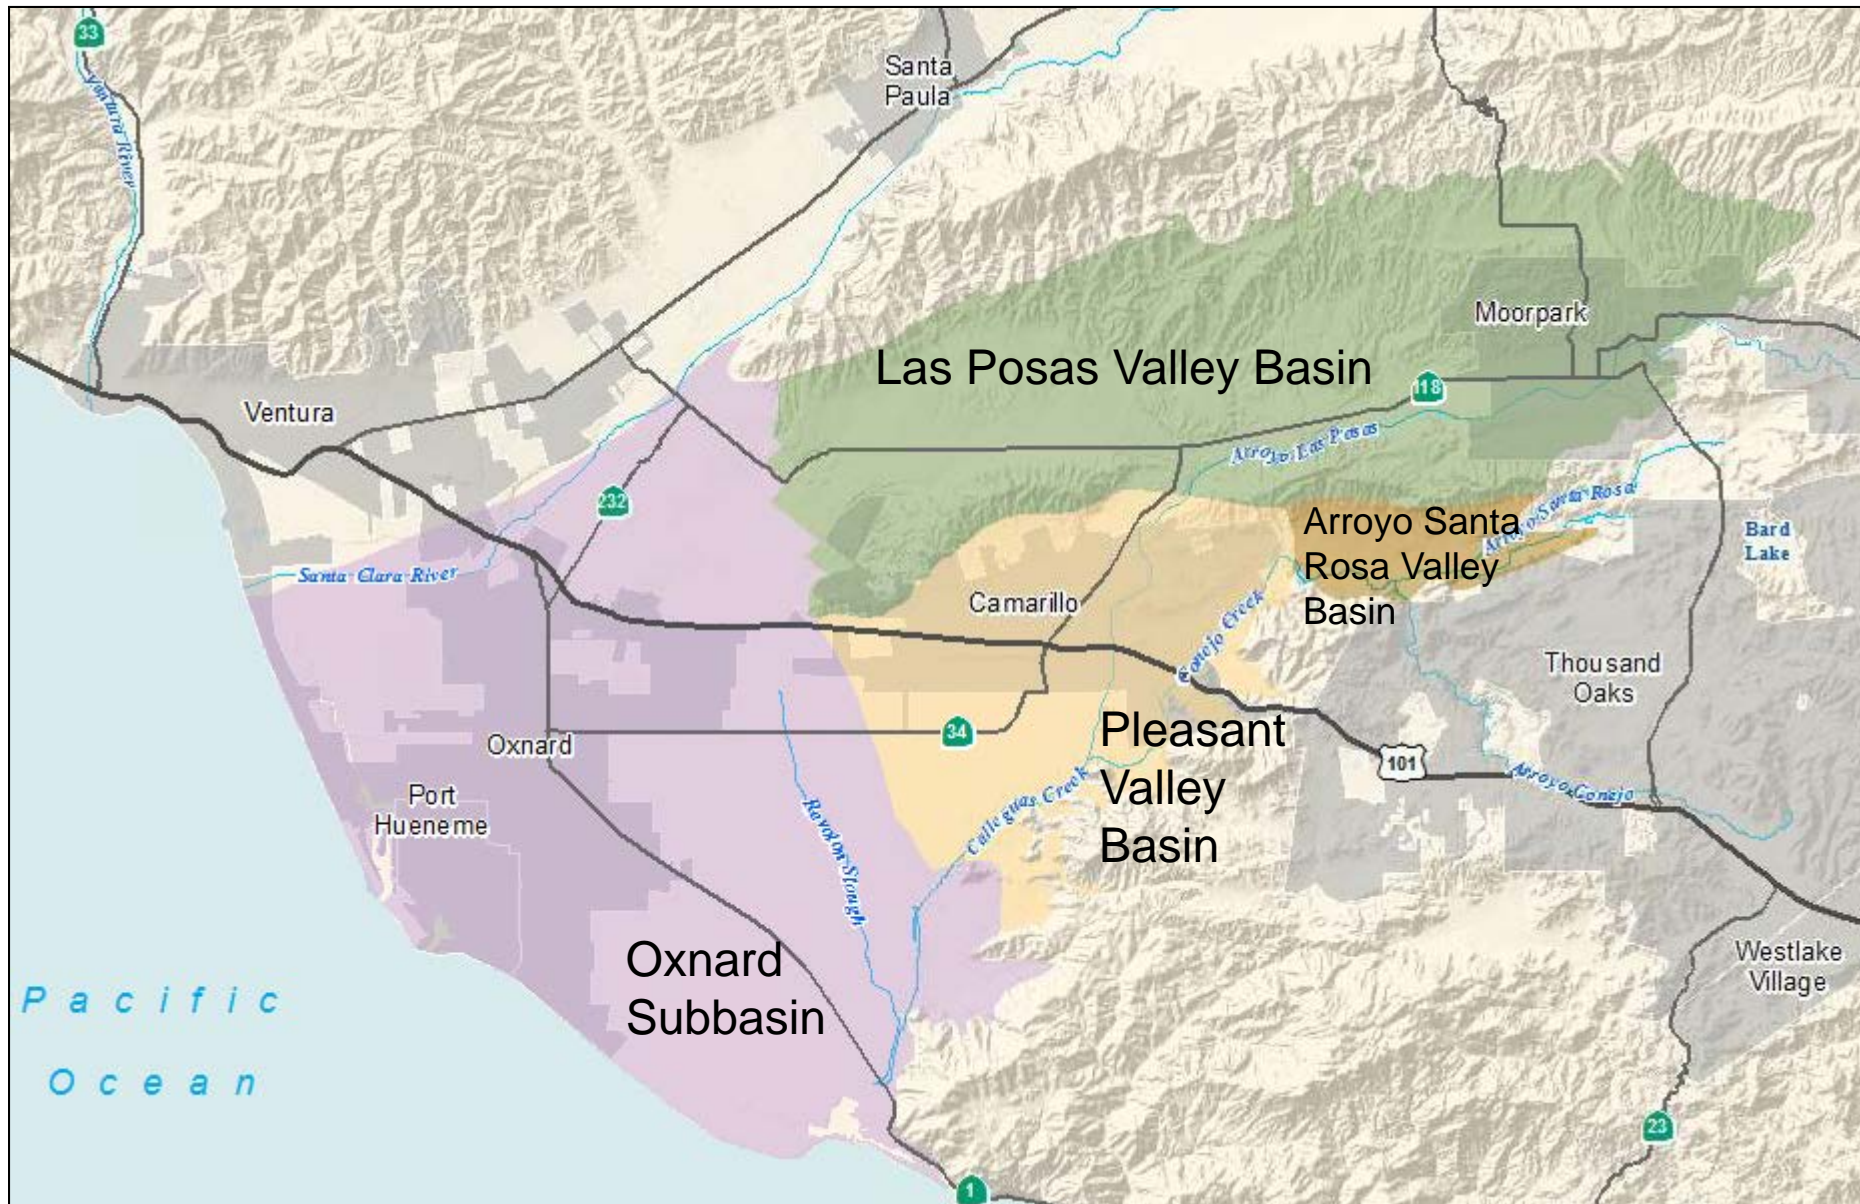 33
Ventura River
Santa
Paula
Moorpark
Las Posas Valley Basin
118
Ventura
Arroyo Las Posas
232
Arroyo Santa Rosa
Arroyo Santa
Rosa Valley
Basin
Bard
Lake
Santa Clara River
Camarillo
Conejo Creek
Thousand
Oaks
34
Pleasant
Valley
Basin
Oxnard
101
Arroyo Conejo
Port
Hueneme
Calleguas Creek
Revolon Slough
Oxnard
Subbasin
Westlake
Village
Pacific
Ocean
23
1